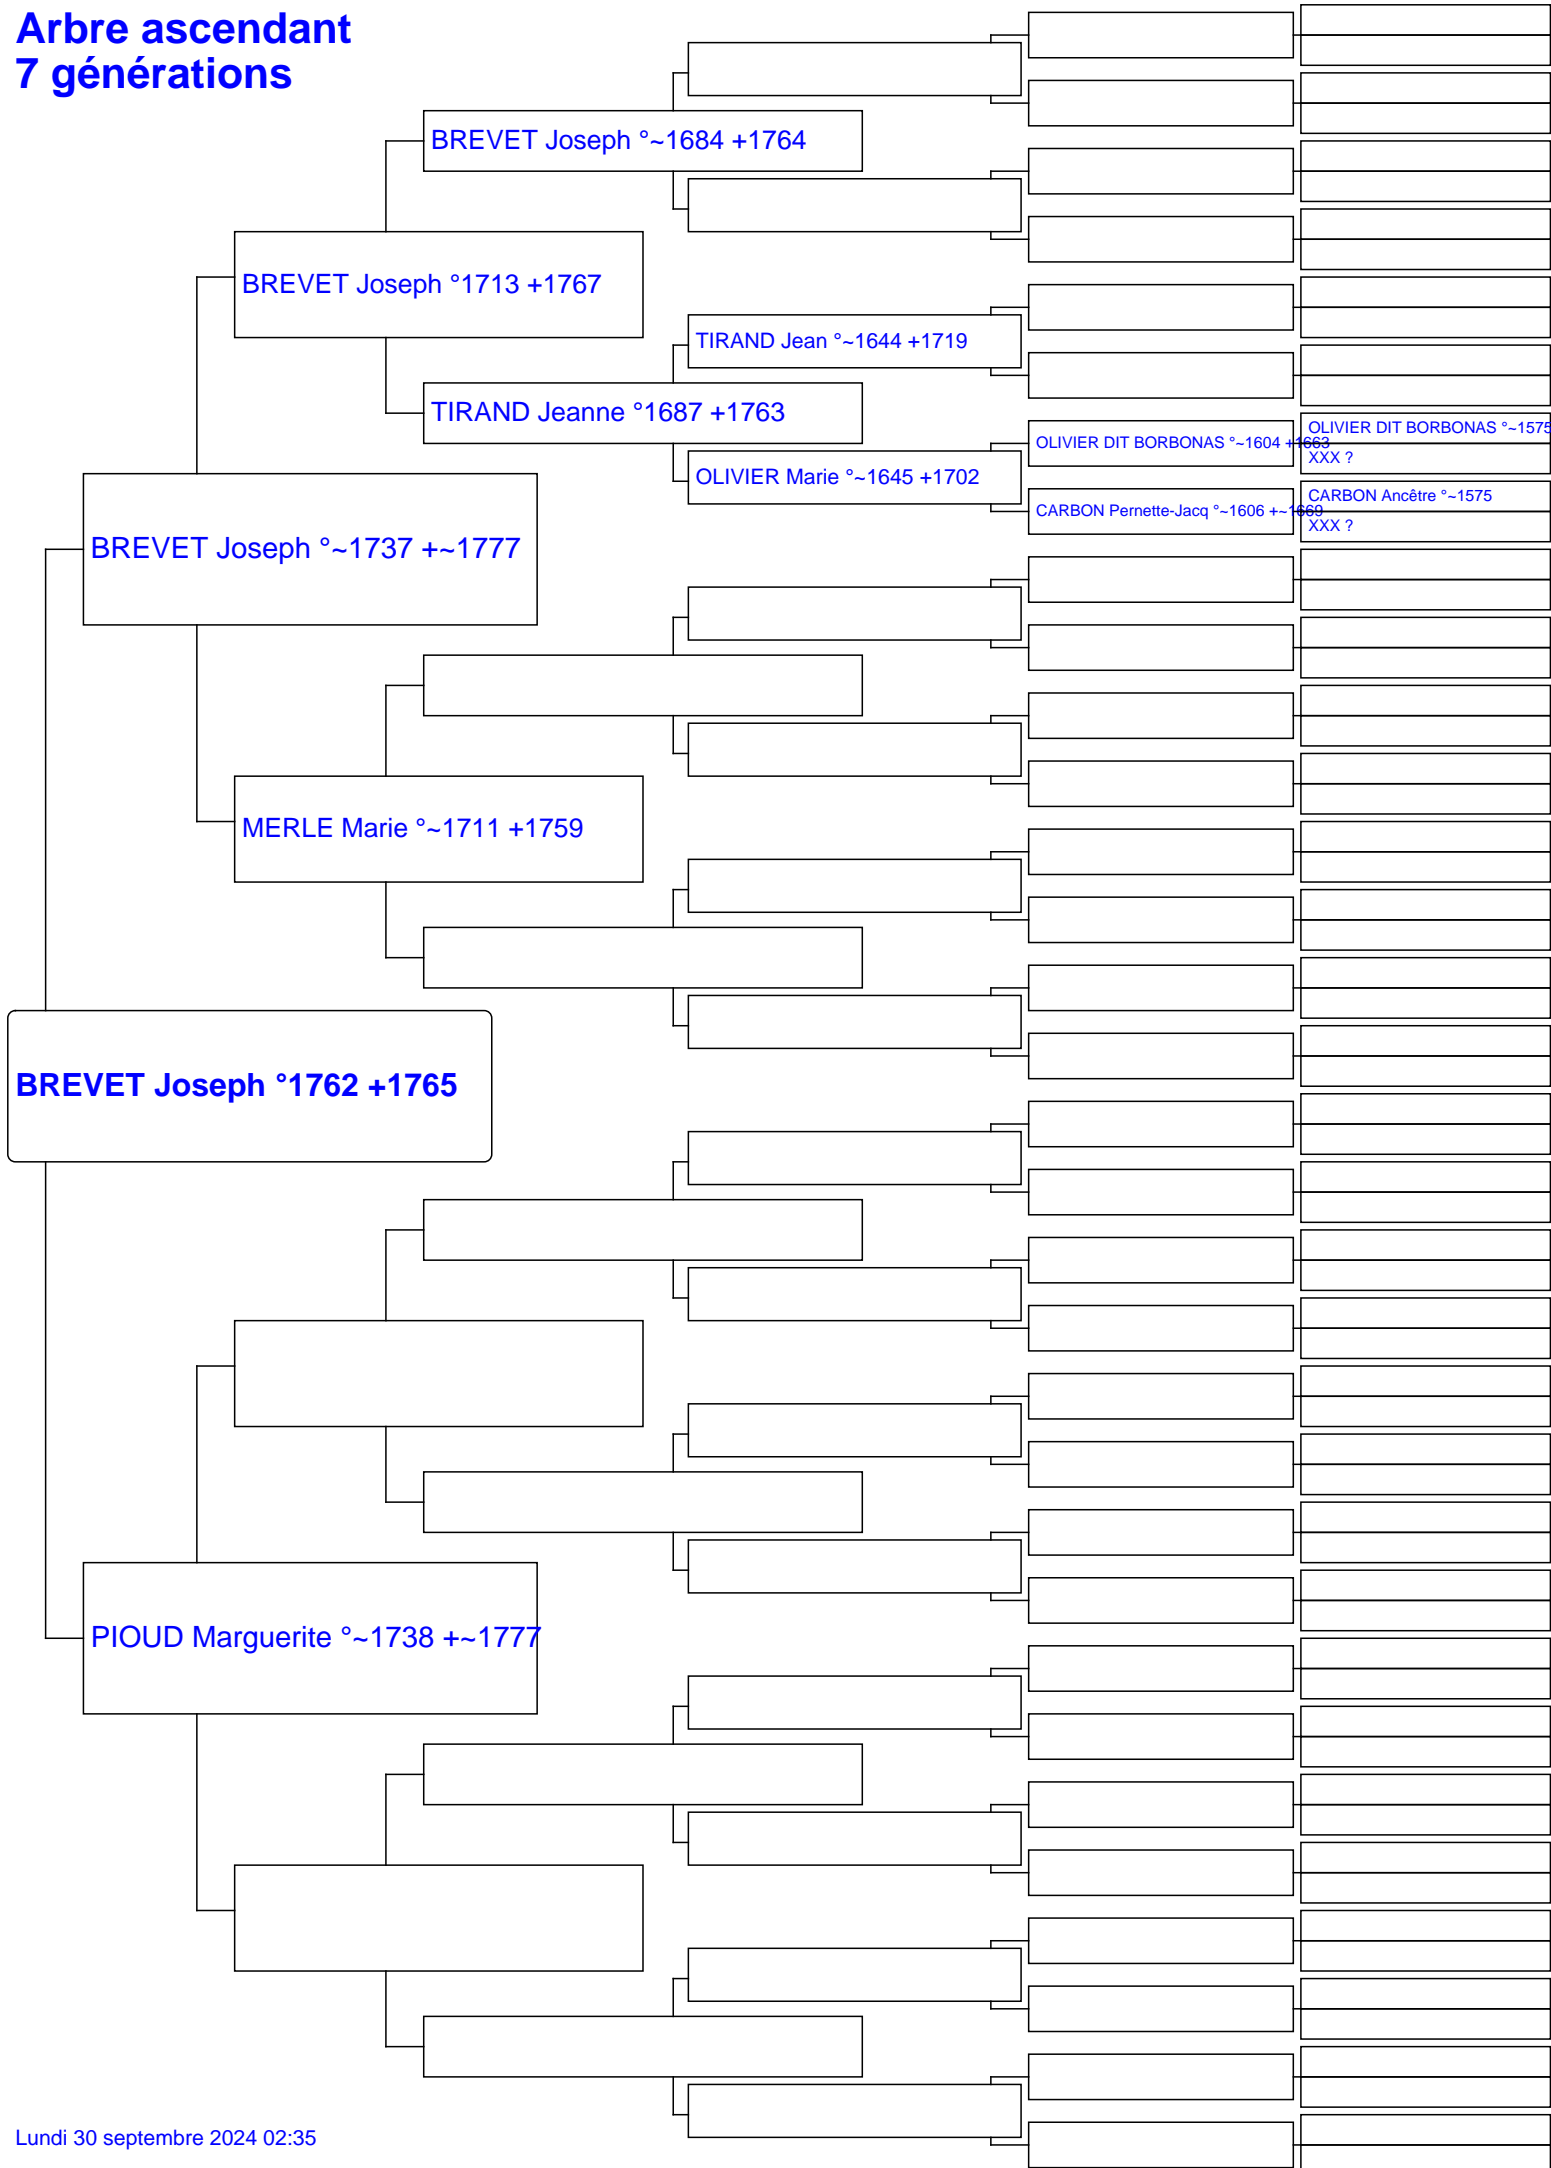 Arbre ascendant
7 générations
BREVET Joseph °~1684 +1764
BREVET Joseph °1713 +1767
TIRAND Jean °~1644 +1719
TIRAND Jeanne °1687 +1763
OLIVIER DIT BORBONAS °~1604 +1663
OLIVIER DIT BORBONAS °~1575
XXX ?
OLIVIER Marie °~1645 +1702
CARBON Pernette-Jacq °~1606 +~1669
CARBON Ancêtre °~1575
XXX ?
BREVET Joseph °~1737 +~1777
MERLE Marie °~1711 +1759
BREVET Joseph °1762 +1765
PIOUD Marguerite °~1738 +~1777
Lundi 30 septembre 2024 02:35